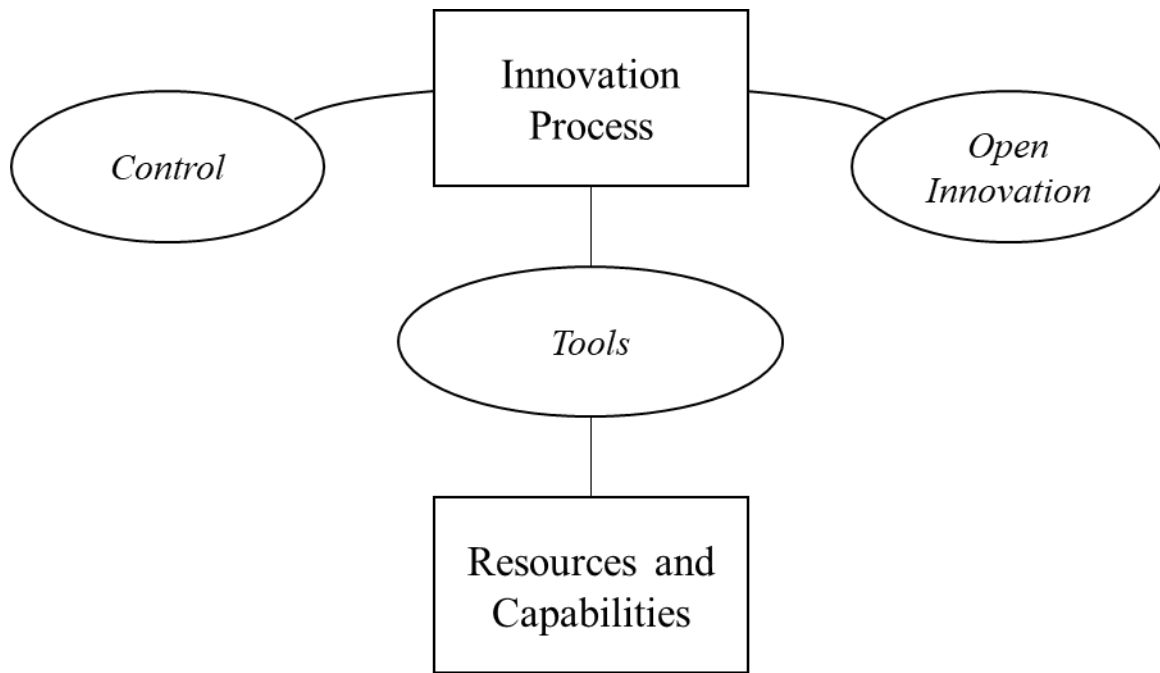 Innovation
Process
Control
Open
Innovation
Tools
Resources and
Capabilities